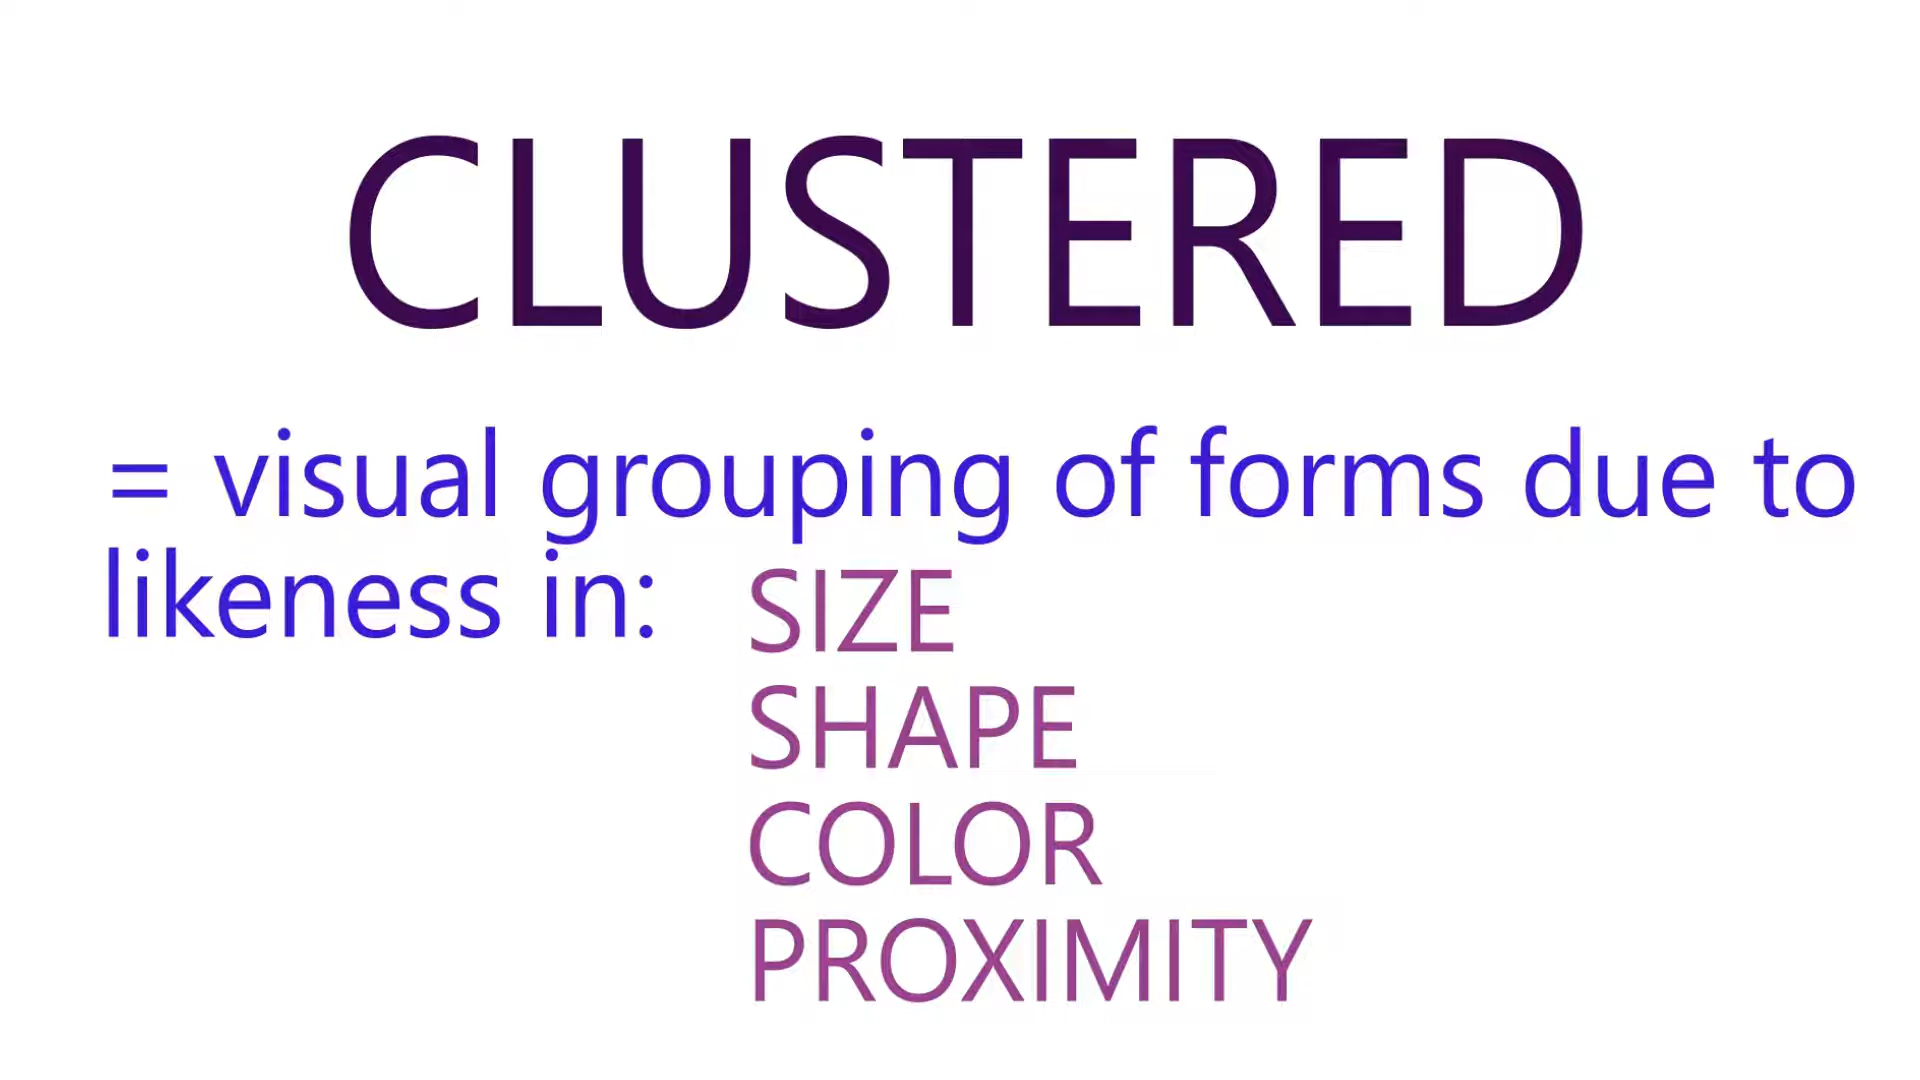 CLUSTERED
= visual grouping of forms due to
likeness in:
SIZE
SHAPE
COLOR
PROXIMITY